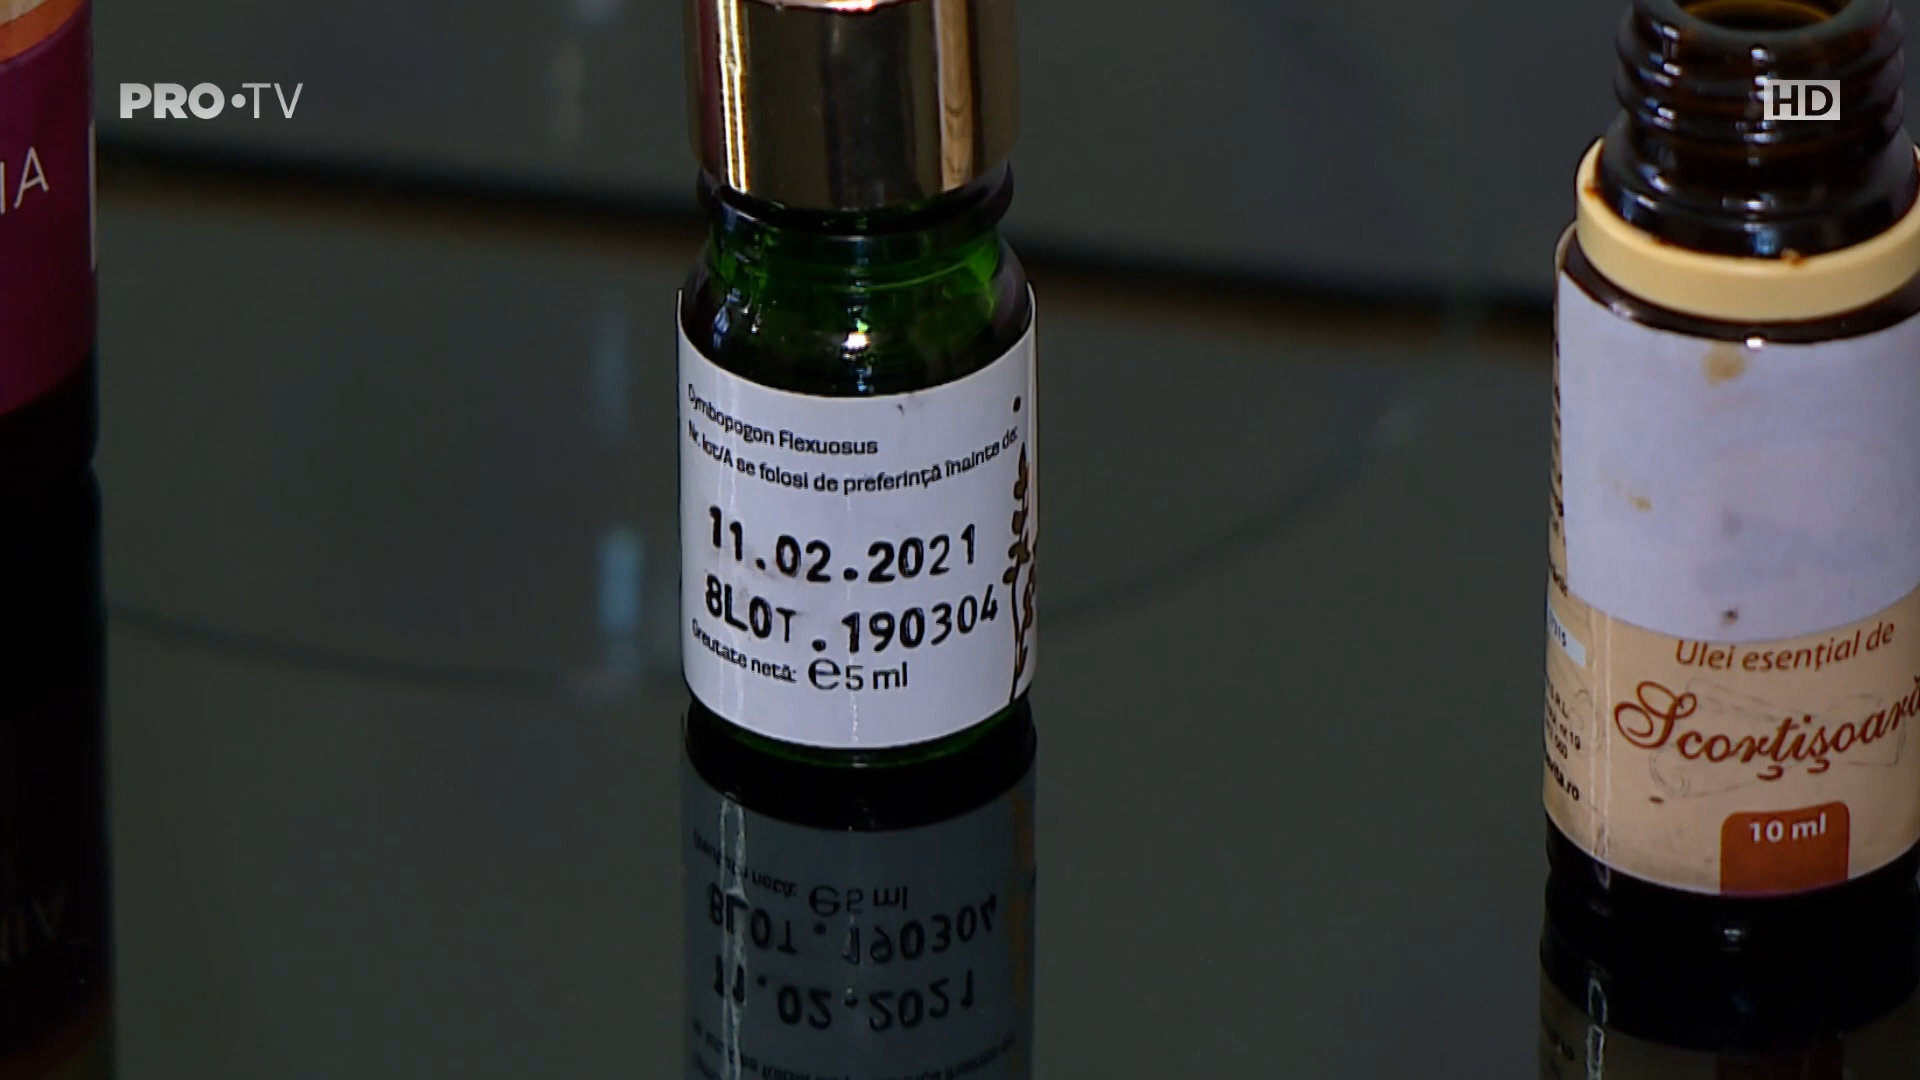 PRO•TV
HD
IA
Cymbopogon Flexuosus
Nr. lot/A se folosi de preferință înainte de:
11.02.2021
8LOT.190304
Greutate netă: ℮5 ml
Ulei esențial de
Scorțișoară
10 ml